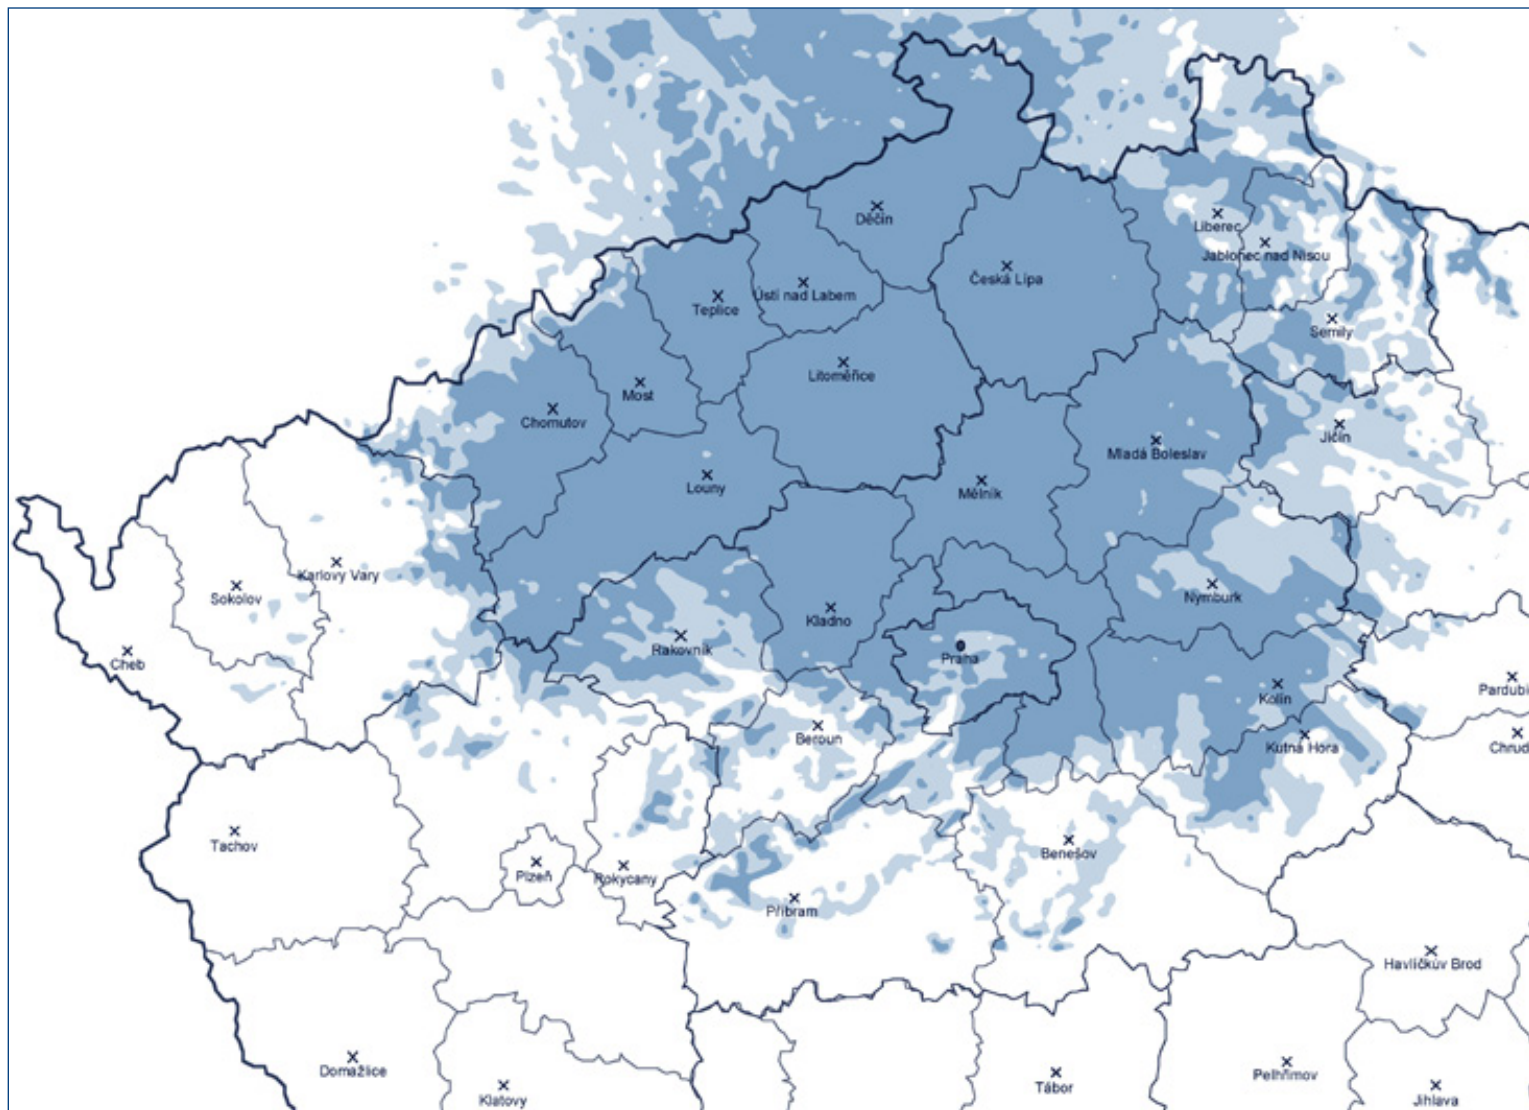 Děčín
Liberec
Jablonec nad Nisou
Česká Lípa
Ústí nad Labem
Teplice
Semily
Litoměřice
Most
Chomutov
Jičín
Mladá Boleslav
Louny
Mělník
Karlovy Vary
Sokolov
Nymburk
Kladno
Rakovník
Praha
Cheb
Kolín
Pardubi
Beroun
Kutná Hora
Chrud
Tachov
Benešov
Plzeň
Rokycany
Příbram
Havlíčkův Brod
Domažlice
Pelhřimov
Tábor
Klatovy
Jihlava